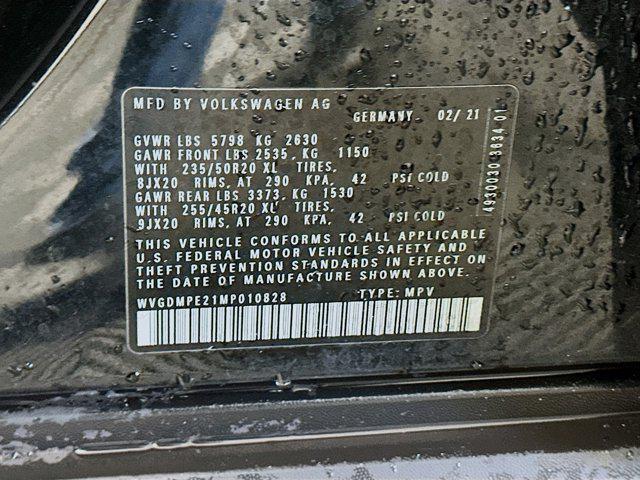 MFD BY VOLKSWAGEN AG
GERMANY 02/21
GVWR LBS 5798 KG 2630
GAWR FRONT LBS 2535, KG 1150
WITH 235/50R20 XL TIRES,
8JX20 RIMS, AT 290 KPA, 42 PSI COLD
GAWR REAR LBS 3373, KG 1530
WITH 255/45R20 XL TIRES,
9JX20 RIMS, AT 290 KPA, 42 PSI COLD
THIS VEHICLE CONFORMS TO ALL APPLICABLE
U.S. FEDERAL MOTOR VEHICLE SAFETY AND
THEFT PREVENTION STANDARDS IN EFFECT ON
THE DATE OF MANUFACTURE SHOWN ABOVE.
WVGDMPE21MP010828 TYPE: MPV
4930030 3634 01